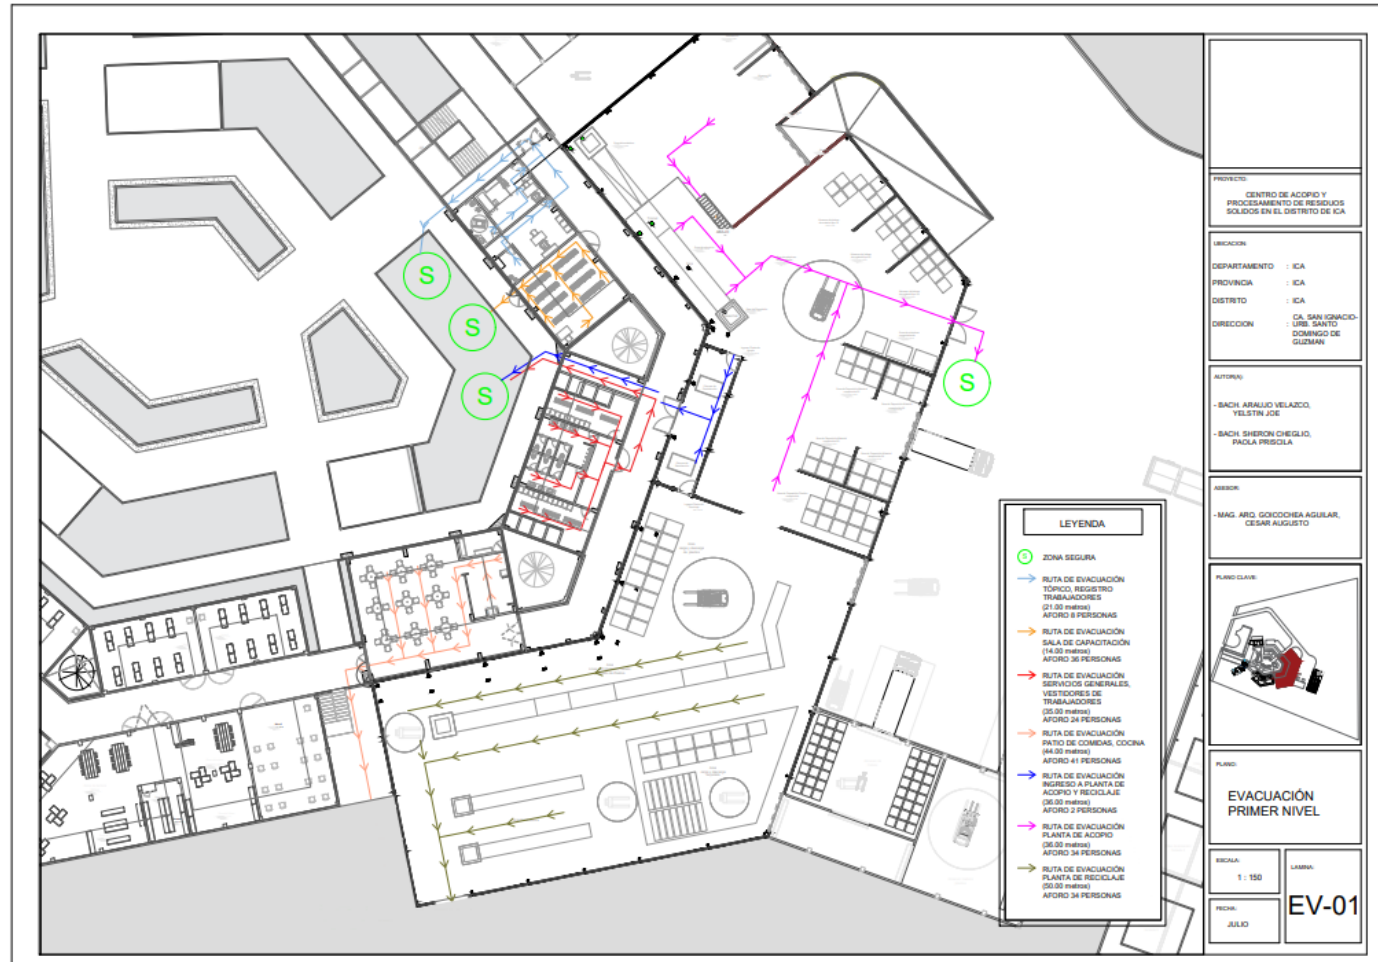 S
S
S
S
LEYENDA
S
ZONA SEGURA
RUTA DE EVACUACIÓN
TÓPICO, REGISTRO
TRABAJADORES
(21.00 metros)
AFORO 8 PERSONAS
RUTA DE EVACUACIÓN
SALA DE CAPACITACIÓN
(14.00 metros)
AFORO 36 PERSONAS
RUTA DE EVACUACIÓN
SERVICIOS GENERALES,
VESTIDORES DE
TRABAJADORES
(35.00 metros)
AFORO 24 PERSONAS
RUTA DE EVACUACIÓN
PATIO DE COMIDAS, COCINA
(44.00 metros)
AFORO 41 PERSONAS
RUTA DE EVACUACIÓN
INGRESO A PLANTA DE
ACOPIO Y RECICLAJE
(36.00 metros)
AFORO 2 PERSONAS
RUTA DE EVACUACIÓN
PLANTA DE ACOPIO
(36.00 metros)
AFORO 34 PERSONAS
RUTA DE EVACUACIÓN
PLANTA DE RECICLAJE
(50.00 metros)
AFORO 34 PERSONAS
PROYECTO:
CENTRO DE ACOPIO Y
PROCESAMIENTO DE RESIDUOS
SOLIDOS EN EL DISTRITO DE ICA
UBICACION:
DEPARTAMENTO : ICA
PROVINCIA : ICA
DISTRITO : ICA
DIRECCION : CA. SAN IGNACIO-
URB. SANTO
DOMINGO DE
GUZMAN
AUTOR(A):
- BACH. ARAUJO VELAZCO,
YELSTIN JOE
- BACH. SHERON CHEGLIO,
PAOLA PRISCILA
ASESOR:
- MAG. ARQ. GOICOCHEA AGUILAR,
CESAR AUGUSTO
PLANO CLAVE:
PLANO:
EVACUACIÓN
PRIMER NIVEL
ESCALA:
1 : 150
LAMINA:
EV-01
FECHA:
JULIO